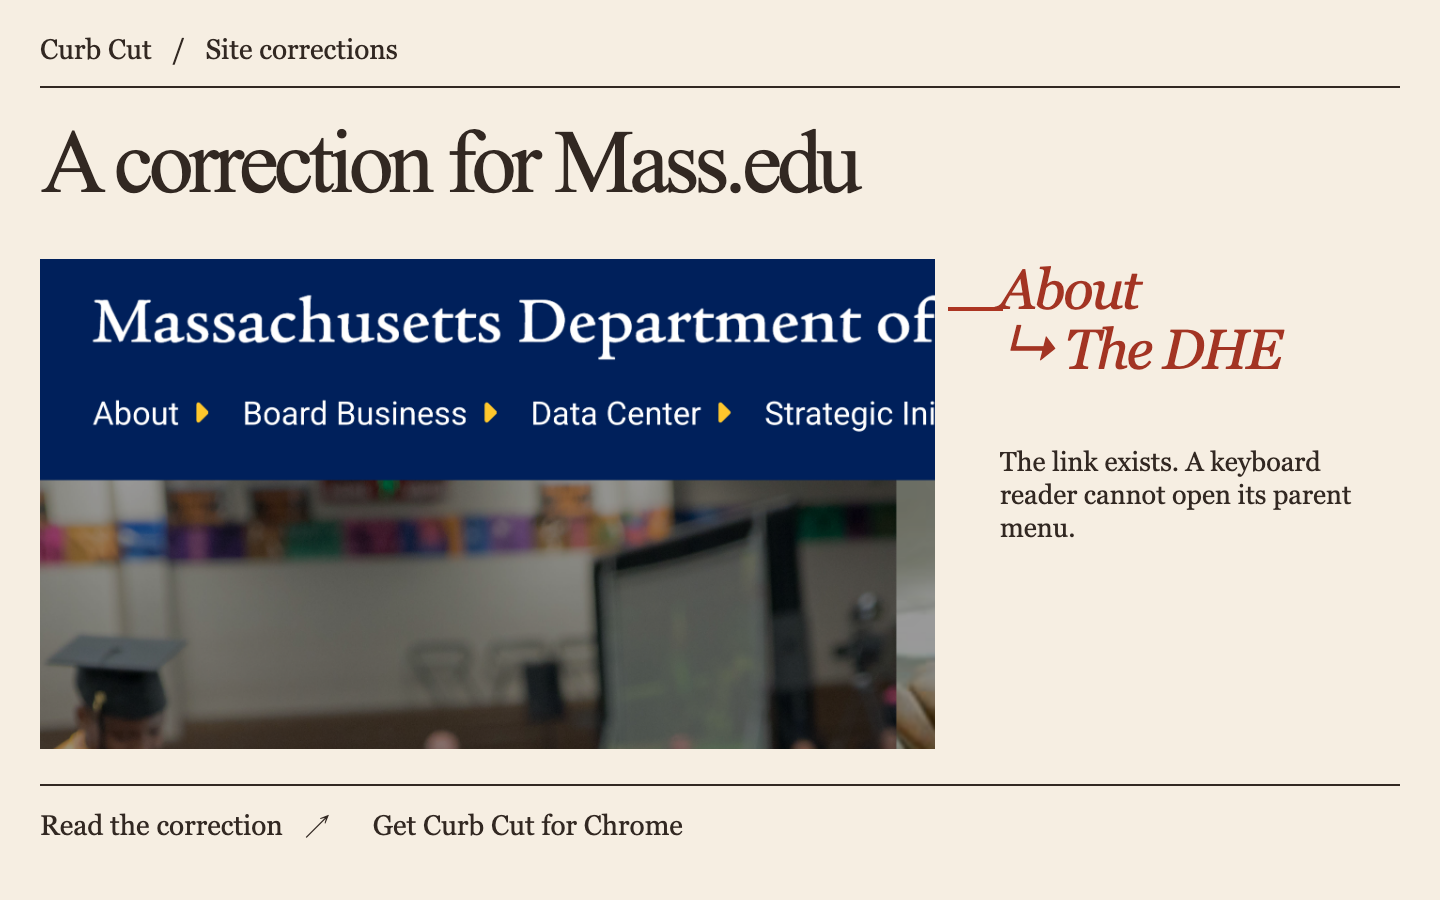 Curb Cut / Site corrections
A correction for Mass.edu
Massachusetts Department of
About Board Business Data Center Strategic Ini
About
↳ The DHE
The link exists. A keyboard
reader cannot open its parent
menu.
Read the correction ↗ Get Curb Cut for Chrome